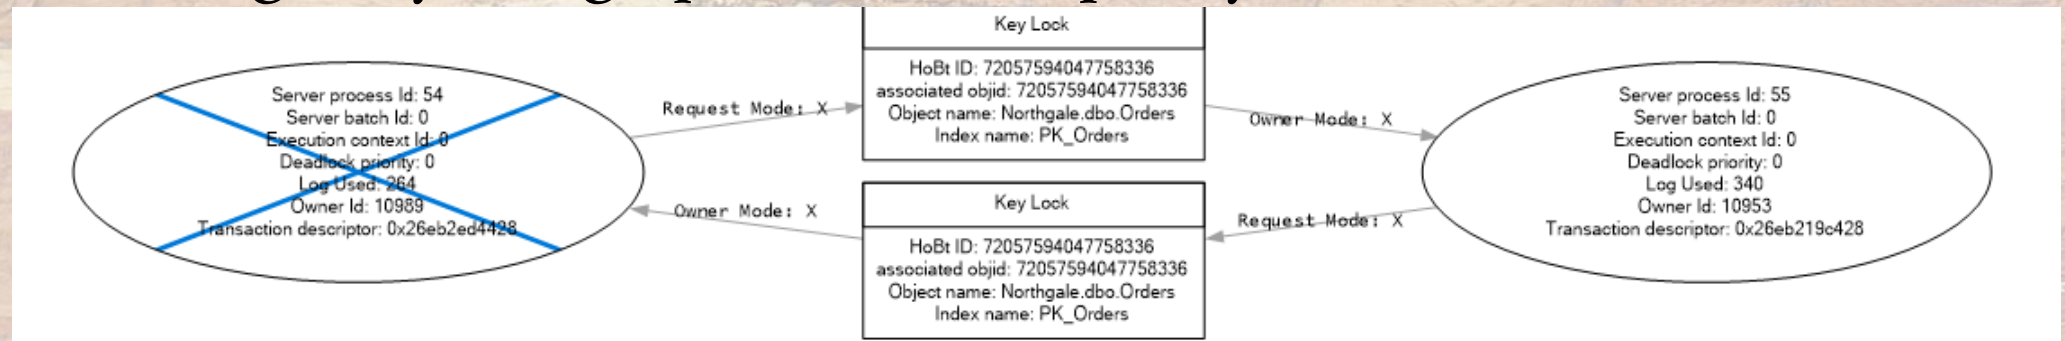 Server process Id: 54
Server batch Id: 0
Execution context Id: 0
Deadlock priority: 0
Log Used: 264
Owner Id: 10989
Transaction descriptor: 0x26eb2ed4428
Request Mode: X
Owner Mode: X
Key Lock
HoBt ID: 72057594047758336
associated objid: 72057594047758336
Object name: Northgale.dbo.Orders
Index name: PK_Orders
Key Lock
HoBt ID: 72057594047758336
associated objid: 72057594047758336
Object name: Northgale.dbo.Orders
Index name: PK_Orders
Owner Mode: X
Request Mode: X
Server process Id: 55
Server batch Id: 0
Execution context Id: 0
Deadlock priority: 0
Log Used: 340
Owner Id: 10953
Transaction descriptor: 0x26eb219c428